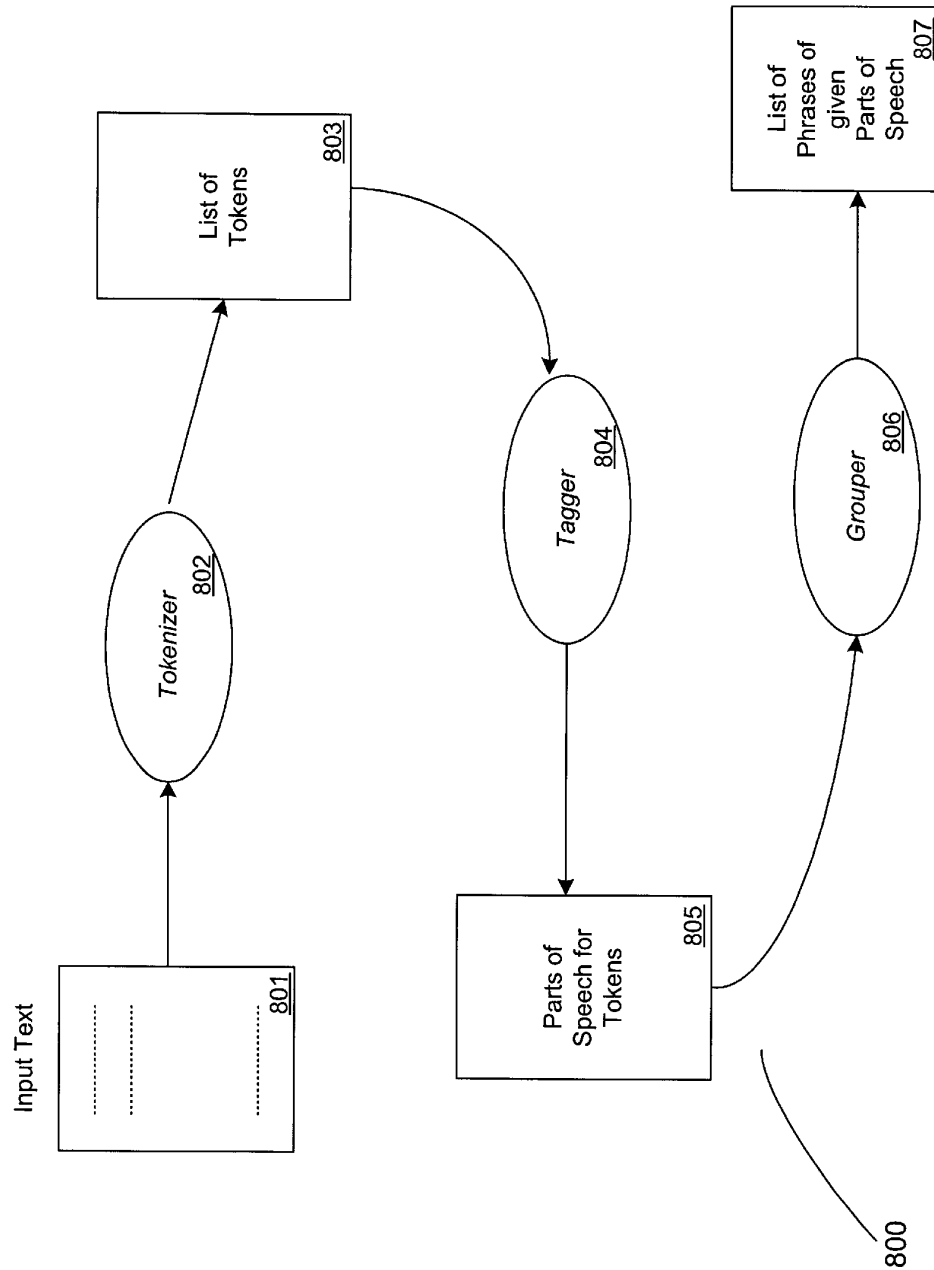 Input Text
801
Tokenizer
802
List of
Tokens
803
Tagger
804
Parts of
Speech for
Tokens
805
Grouper
806
List of
Phrases of
given
Parts of
Speech
807
800